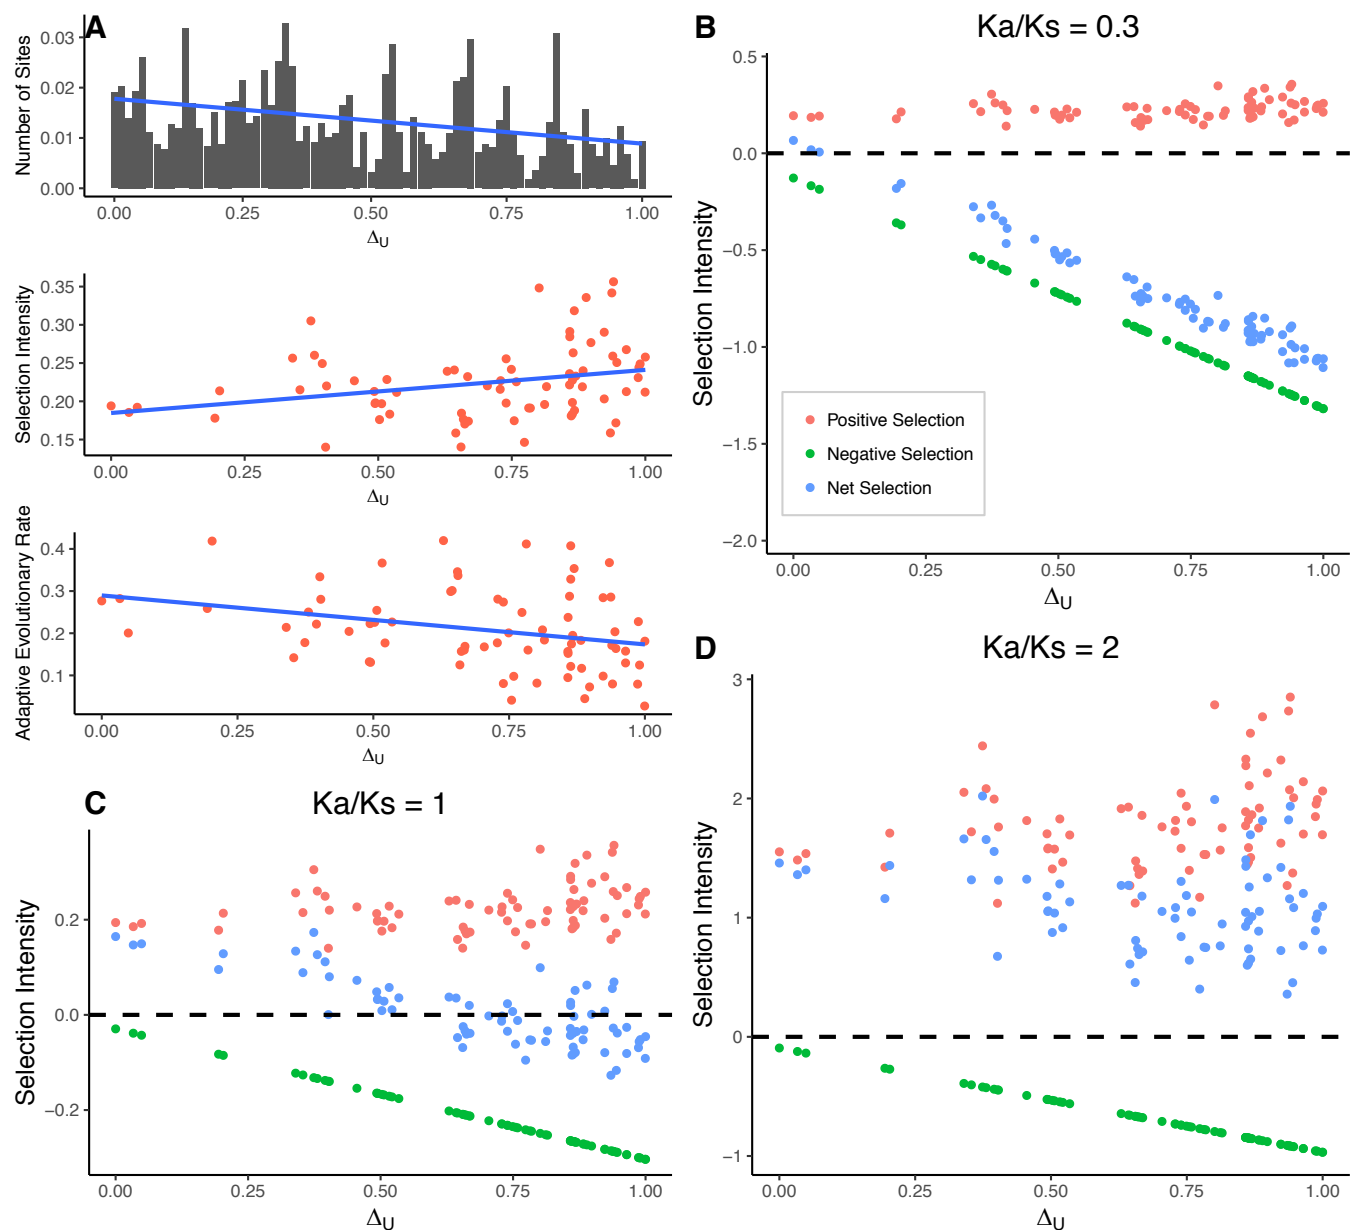 A
Number of Sites
0.03
0.02
0.01
0.00
0.00 0.25 0.50 0.75 1.00
ΔU
Selection Intensity
0.35
0.30
0.25
0.20
0.15
0.00 0.25 0.50 0.75 1.00
ΔU
Adaptive Evolutionary Rate
0.4
0.3
0.2
0.1
0.00 0.25 0.50 0.75 1.00
ΔU
B
Ka/Ks = 0.3
Selection Intensity
0.5
0.0
−0.5
−1.0
−1.5
−2.0
Positive Selection
Negative Selection
Net Selection
0.00 0.25 0.50 0.75 1.00
ΔU
C
Ka/Ks = 1
Selection Intensity
0.2
0.0
−0.2
0.00 0.25 0.50 0.75 1.00
ΔU
D
Ka/Ks = 2
Selection Intensity
3
2
1
0
−1
0.00 0.25 0.50 0.75 1.00
ΔU